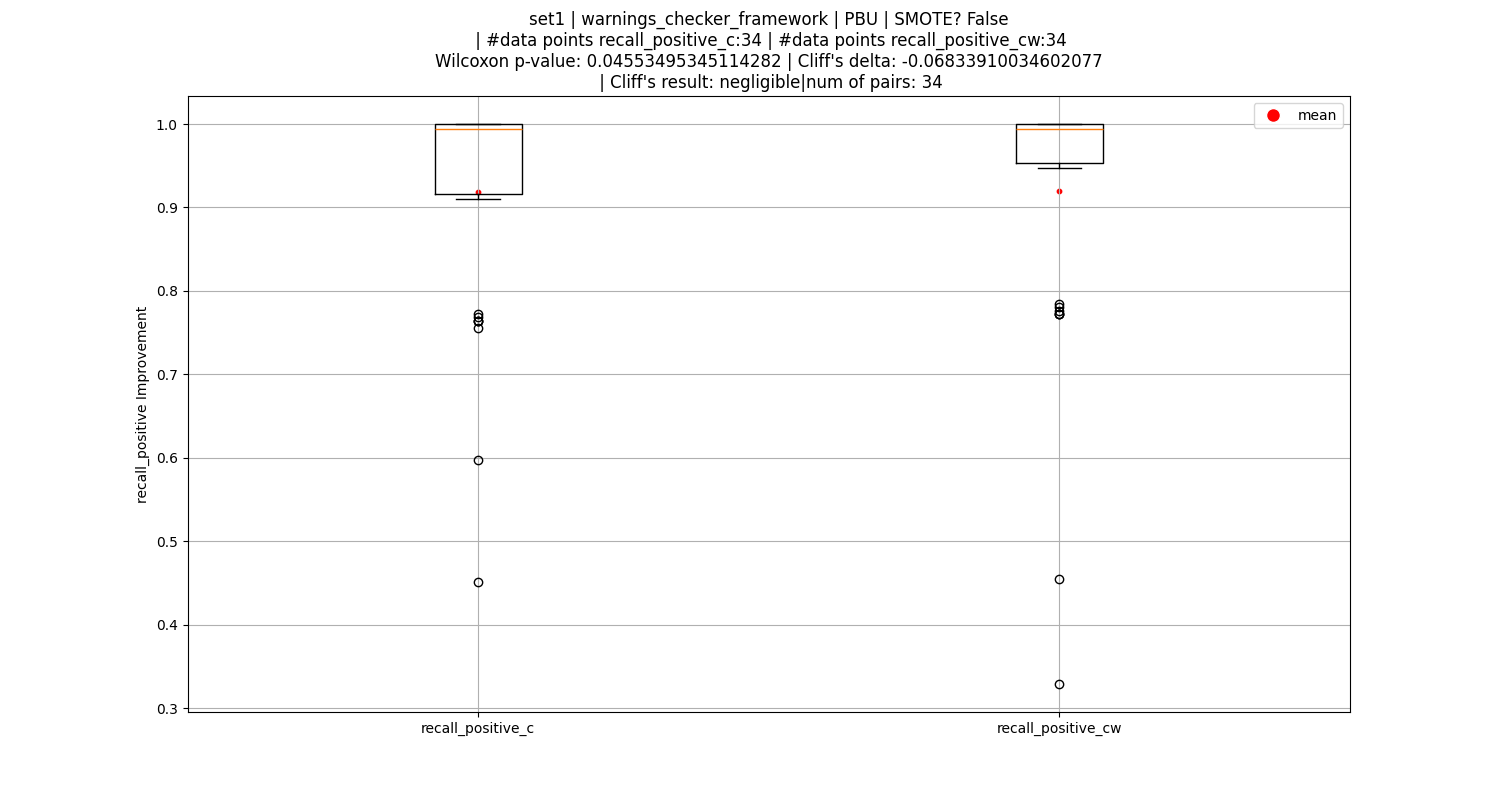 set1 | warnings_checker_framework | PBU | SMOTE? False
| #data points recall_positive_c:34 | #data points recall_positive_cw:34
Wilcoxon p-value: 0.04553495345114282 | Cliff's delta: -0.06833910034602077
| Cliff's result: negligible|num of pairs: 34
mean
1.0
0.9
0.8
0.7
0.6
0.5
0.4
0.3
recall_positive Improvement
recall_positive_c
recall_positive_cw